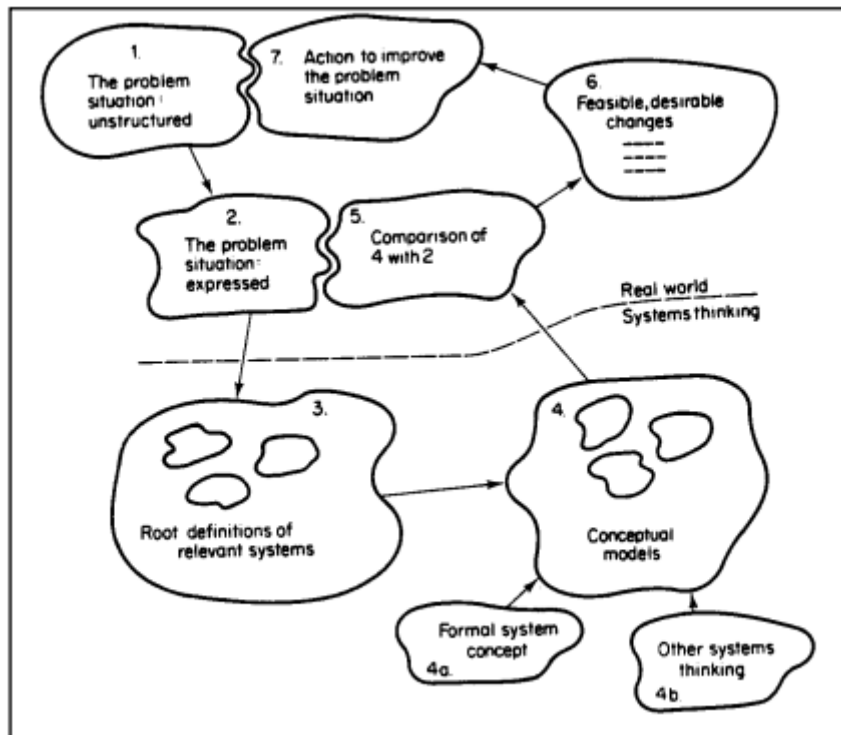 1.
The problem
situation:
unstructured
7. Action to improve
the problem
situation
6.
Feasible, desirable
changes
2.
The problem
situation:
expressed
5.
Comparison of
4 with 2
Real world
Systems thinking
3.
Root definitions of
relevant systems
4.
Conceptual
models
Formal system
concept
4a.
Other systems
thinking
4b.